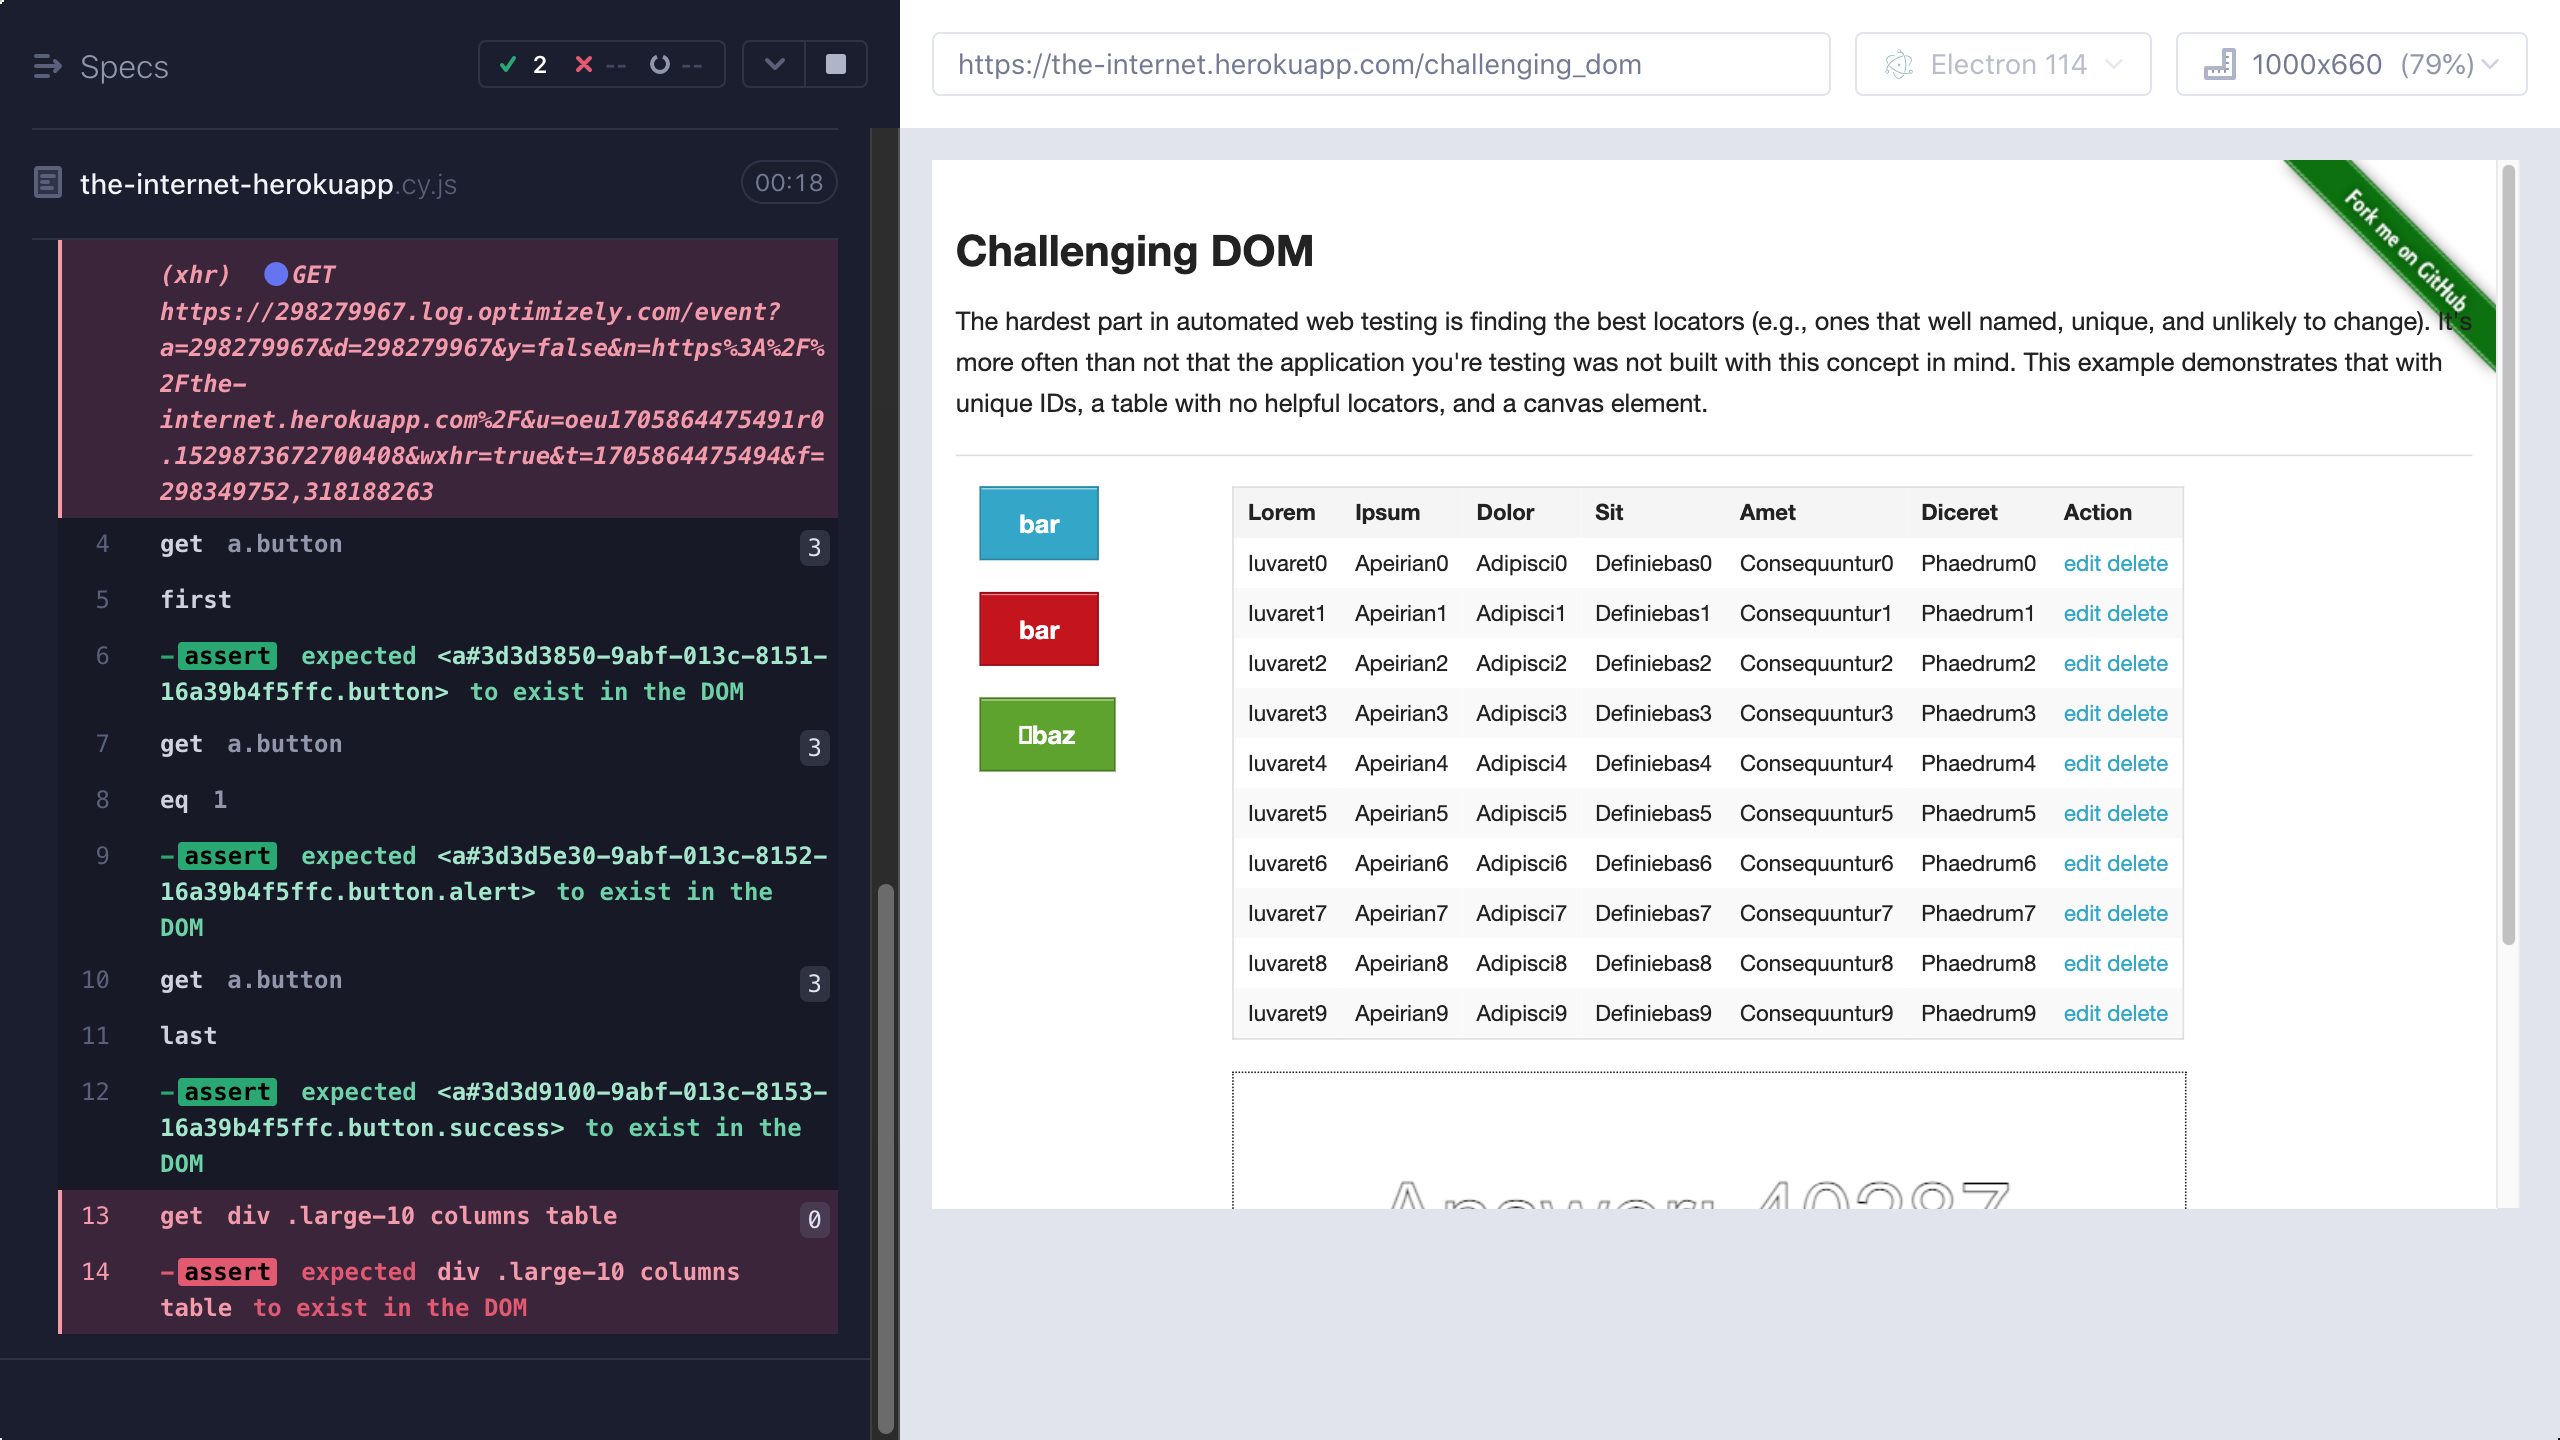 Specs
2 -- --
the-internet-herokuapp.cy.js 00:18
(xhr) GET
https://298279967.log.optimizely.com/event?
a=298279967&d=298279967&y=false&n=https%3A%2F%
2Fthe-
internet.herokuapp.com%2F&u=oeu1705864475491r0
.1529873672700408&wxhr=true&t=1705864475494&f=
298349752,318188263
4 get a.button 3
5 first
6 -assert expected <a#3d3d3850-9abf-013c-8151-
16a39b4f5ffc.button> to exist in the DOM
7 get a.button 3
8 eq 1
9 -assert expected <a#3d3d5e30-9abf-013c-8152-
16a39b4f5ffc.button.alert> to exist in the
DOM
10 get a.button 3
11 last
12 -assert expected <a#3d3d9100-9abf-013c-8153-
16a39b4f5ffc.button.success> to exist in the
DOM
13 get div .large-10 columns table 0
14 -assert expected div .large-10 columns
table to exist in the DOM
https://the-internet.herokuapp.com/challenging_dom
Electron 114
1000x660 (79%)
Fork me on GitHub
Challenging DOM
The hardest part in automated web testing is finding the best locators (e.g., ones that well named, unique, and unlikely to change). It's
more often than not that the application you're testing was not built with this concept in mind. This example demonstrates that with
unique IDs, a table with no helpful locators, and a canvas element.
bar
bar
baz
Lorem Ipsum Dolor Sit Amet Diceret Action
Iuvaret0 Apeirian0 Adipisci0 Definiebas0 Consequuntur0 Phaedrum0 edit delete
Iuvaret1 Apeirian1 Adipisci1 Definiebas1 Consequuntur1 Phaedrum1 edit delete
Iuvaret2 Apeirian2 Adipisci2 Definiebas2 Consequuntur2 Phaedrum2 edit delete
Iuvaret3 Apeirian3 Adipisci3 Definiebas3 Consequuntur3 Phaedrum3 edit delete
Iuvaret4 Apeirian4 Adipisci4 Definiebas4 Consequuntur4 Phaedrum4 edit delete
Iuvaret5 Apeirian5 Adipisci5 Definiebas5 Consequuntur5 Phaedrum5 edit delete
Iuvaret6 Apeirian6 Adipisci6 Definiebas6 Consequuntur6 Phaedrum6 edit delete
Iuvaret7 Apeirian7 Adipisci7 Definiebas7 Consequuntur7 Phaedrum7 edit delete
Iuvaret8 Apeirian8 Adipisci8 Definiebas8 Consequuntur8 Phaedrum8 edit delete
Iuvaret9 Apeirian9 Adipisci9 Definiebas9 Consequuntur9 Phaedrum9 edit delete
Answer: